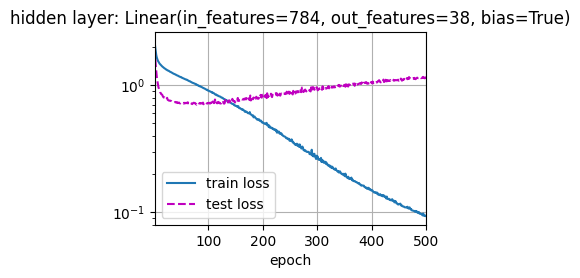 hidden layer: Linear(in_features=784, out_features=38, bias=True)
10⁰
10⁻¹
train loss
test loss
100 200 300 400 500
epoch